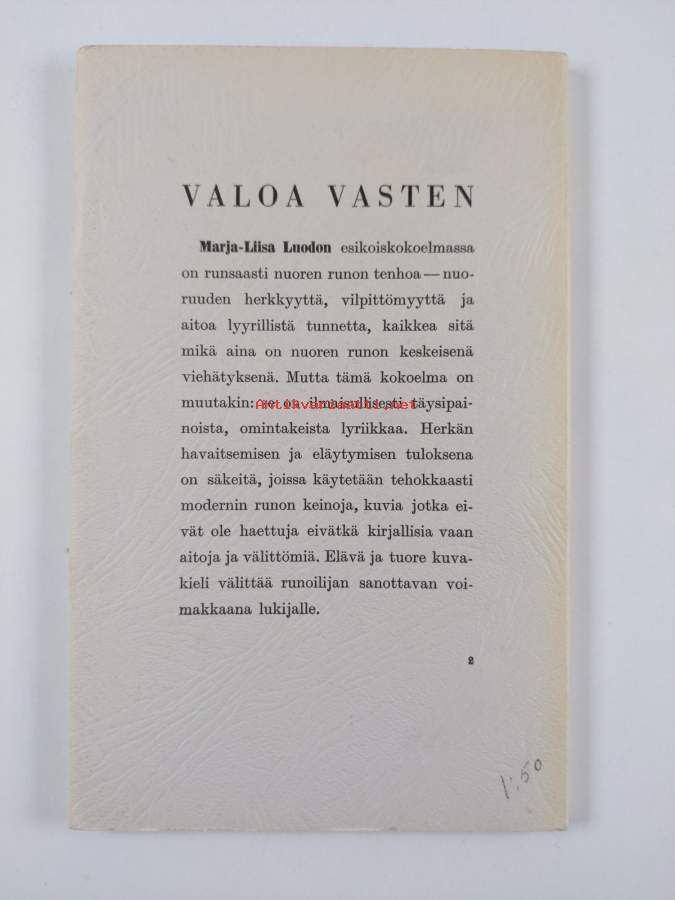 VALOA VASTEN
Marja-Liisa Luodon esikoiskokoelmassa
on runsaasti nuoren runon tenhoa — nuo-
ruuden herkkyyttä, vilpittömyyttä ja
aitoa lyyrillistä tunnetta, kaikkea sitä
mikä aina on nuoren runon keskeisenä
viehätyksenä. Mutta tämä kokoelma on
muutakin: se on ilmaisullisesti täysipai-
Antikvariaatti.net
noista, omintakeista lyriikkaa. Herkän
havaitsemisen ja eläytymisen tuloksena
on säkeitä, joissa käytetään tehokkaasti
modernin runon keinoja, kuvia jotka ei-
vät ole haettuja eivätkä kirjallisia vaan
aitoja ja välittömiä. Elävä ja tuore kuva-
kieli välittää runoilijan sanottavan voi-
makkaana lukijalle.
2
1:50